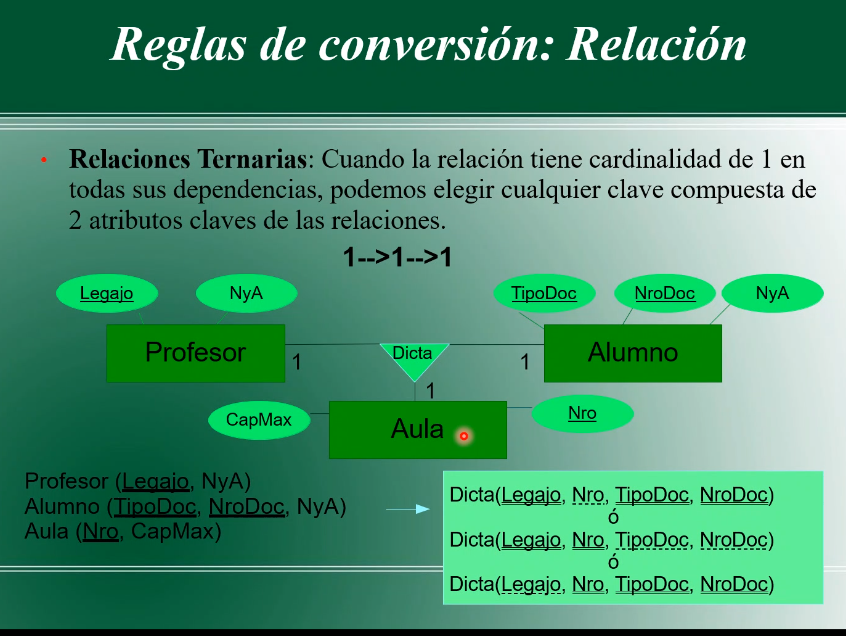 Reglas de conversión: Relación
• Relaciones Ternarias: Cuando la relación tiene cardinalidad de 1 en
todas sus dependencias, podemos elegir cualquier clave compuesta de
2 atributos claves de las relaciones.
1-->1-->1
Legajo NyA TipoDoc NroDoc NyA
Profesor Dicta Alumno
1 1
1
CapMax Aula Nro
Profesor (Legajo, NyA)
Alumno (TipoDoc, NroDoc, NyA)
Aula (Nro, CapMax)
Dicta(Legajo, Nro, TipoDoc, NroDoc)
ó
Dicta(Legajo, Nro, TipoDoc, NroDoc)
ó
Dicta(Legajo, Nro, TipoDoc, NroDoc)